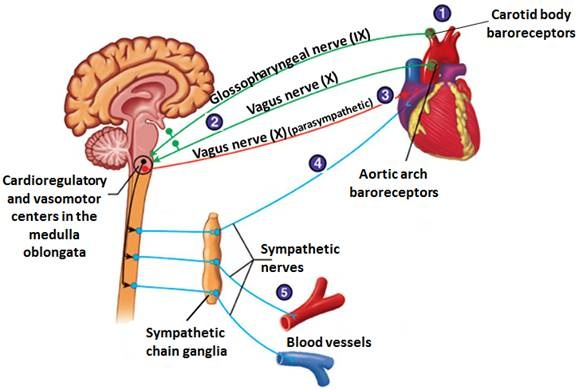 1
Carotid body
baroreceptors
Glossopharyngeal nerve (IX)
Vagus nerve (X)
2
3
Vagus nerve (X) (parasympathetic)
4
Aortic arch
baroreceptors
Cardioregulatory
and vasomotor
centers in the
medulla
oblongata
Sympathetic
nerves
5
Sympathetic
chain ganglia
Blood vessels